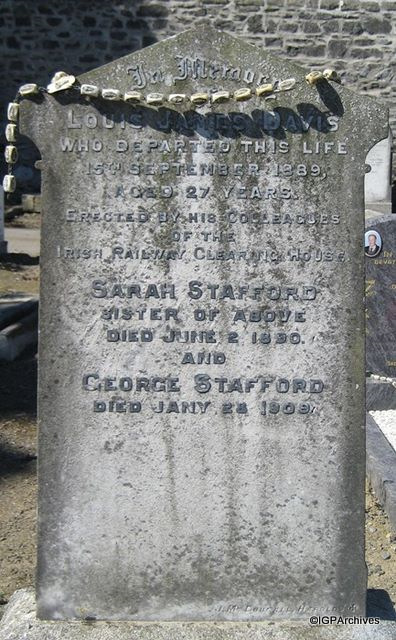 In Memory
LOUIS JAMES DAVIS
WHO DEPARTED THIS LIFE
15TH SEPTEMBER 1889,
AGED 27 YEARS.
ERECTED BY HIS COLLEAGUES
OF THE
IRISH RAILWAY CLEARING HOUSE
SARAH STAFFORD
SISTER OF ABOVE
DIED JUNE 2 1890.
AND
GEORGE STAFFORD
DIED JANY 28 1909.
©IGPArchives